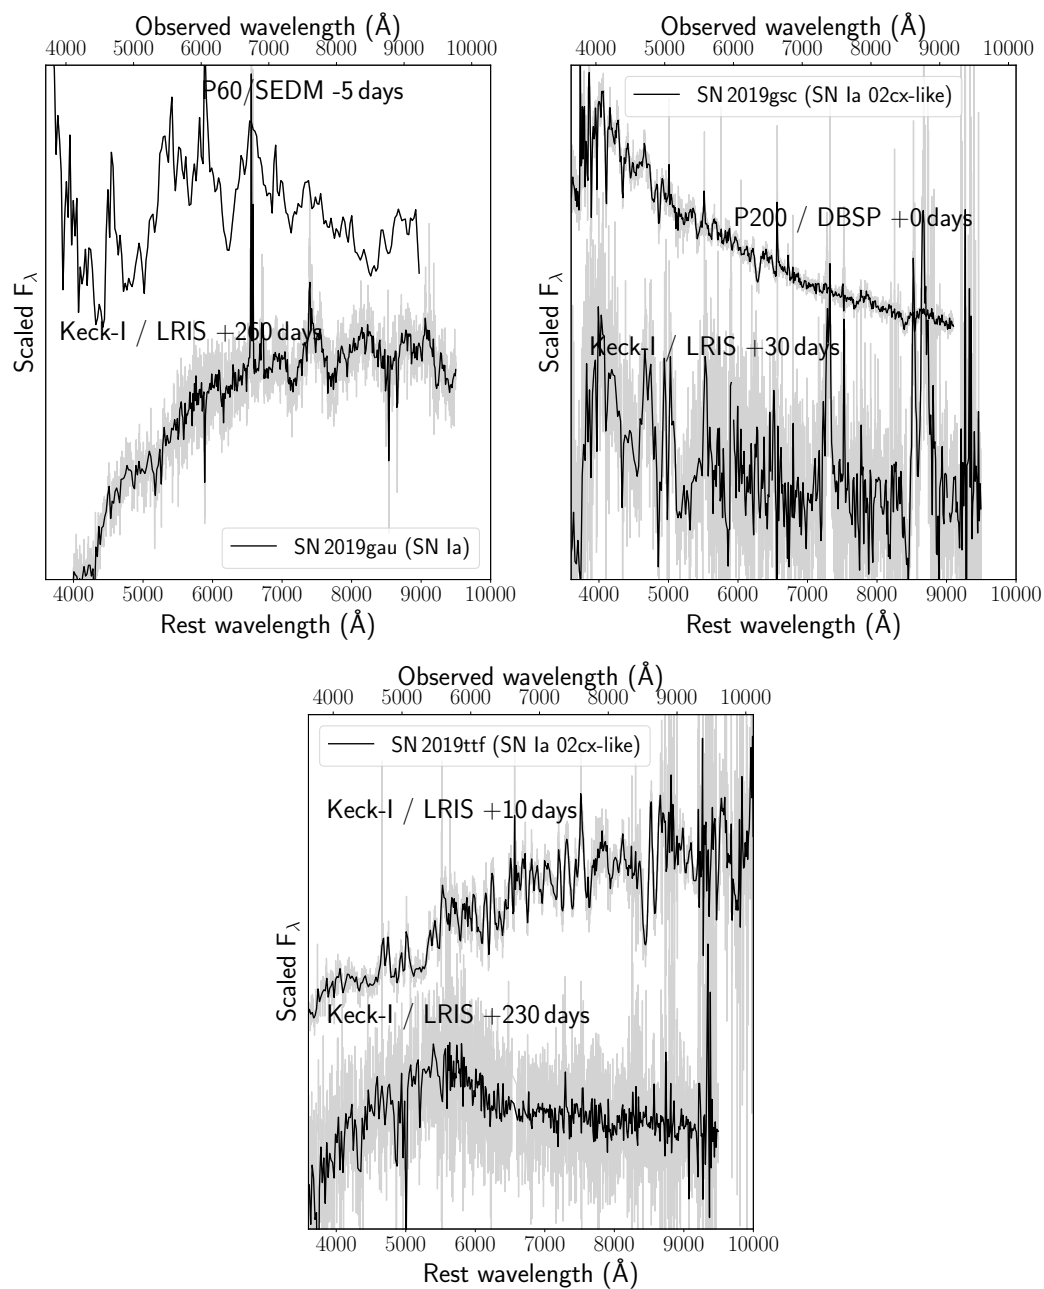 Observed wavelength (Å)
4000 5000 6000 7000 8000 9000 10000
P60/SEDM -5 days
Keck-I / LRIS +260 days
SN 2019gau (SN Ia)
Scaled Fλ
4000 5000 6000 7000 8000 9000 10000
Rest wavelength (Å)
Observed wavelength (Å)
4000 5000 6000 7000 8000 9000 10000
SN 2019gsc (SN Ia 02cx-like)
P200 / DBSP +0 days
Keck-I / LRIS +30 days
Scaled Fλ
4000 5000 6000 7000 8000 9000 10000
Rest wavelength (Å)
Observed wavelength (Å)
4000 5000 6000 7000 8000 9000 10000
SN 2019ttf (SN Ia 02cx-like)
Keck-I / LRIS +10 days
Keck-I / LRIS +230 days
Scaled Fλ
4000 5000 6000 7000 8000 9000 10000
Rest wavelength (Å)